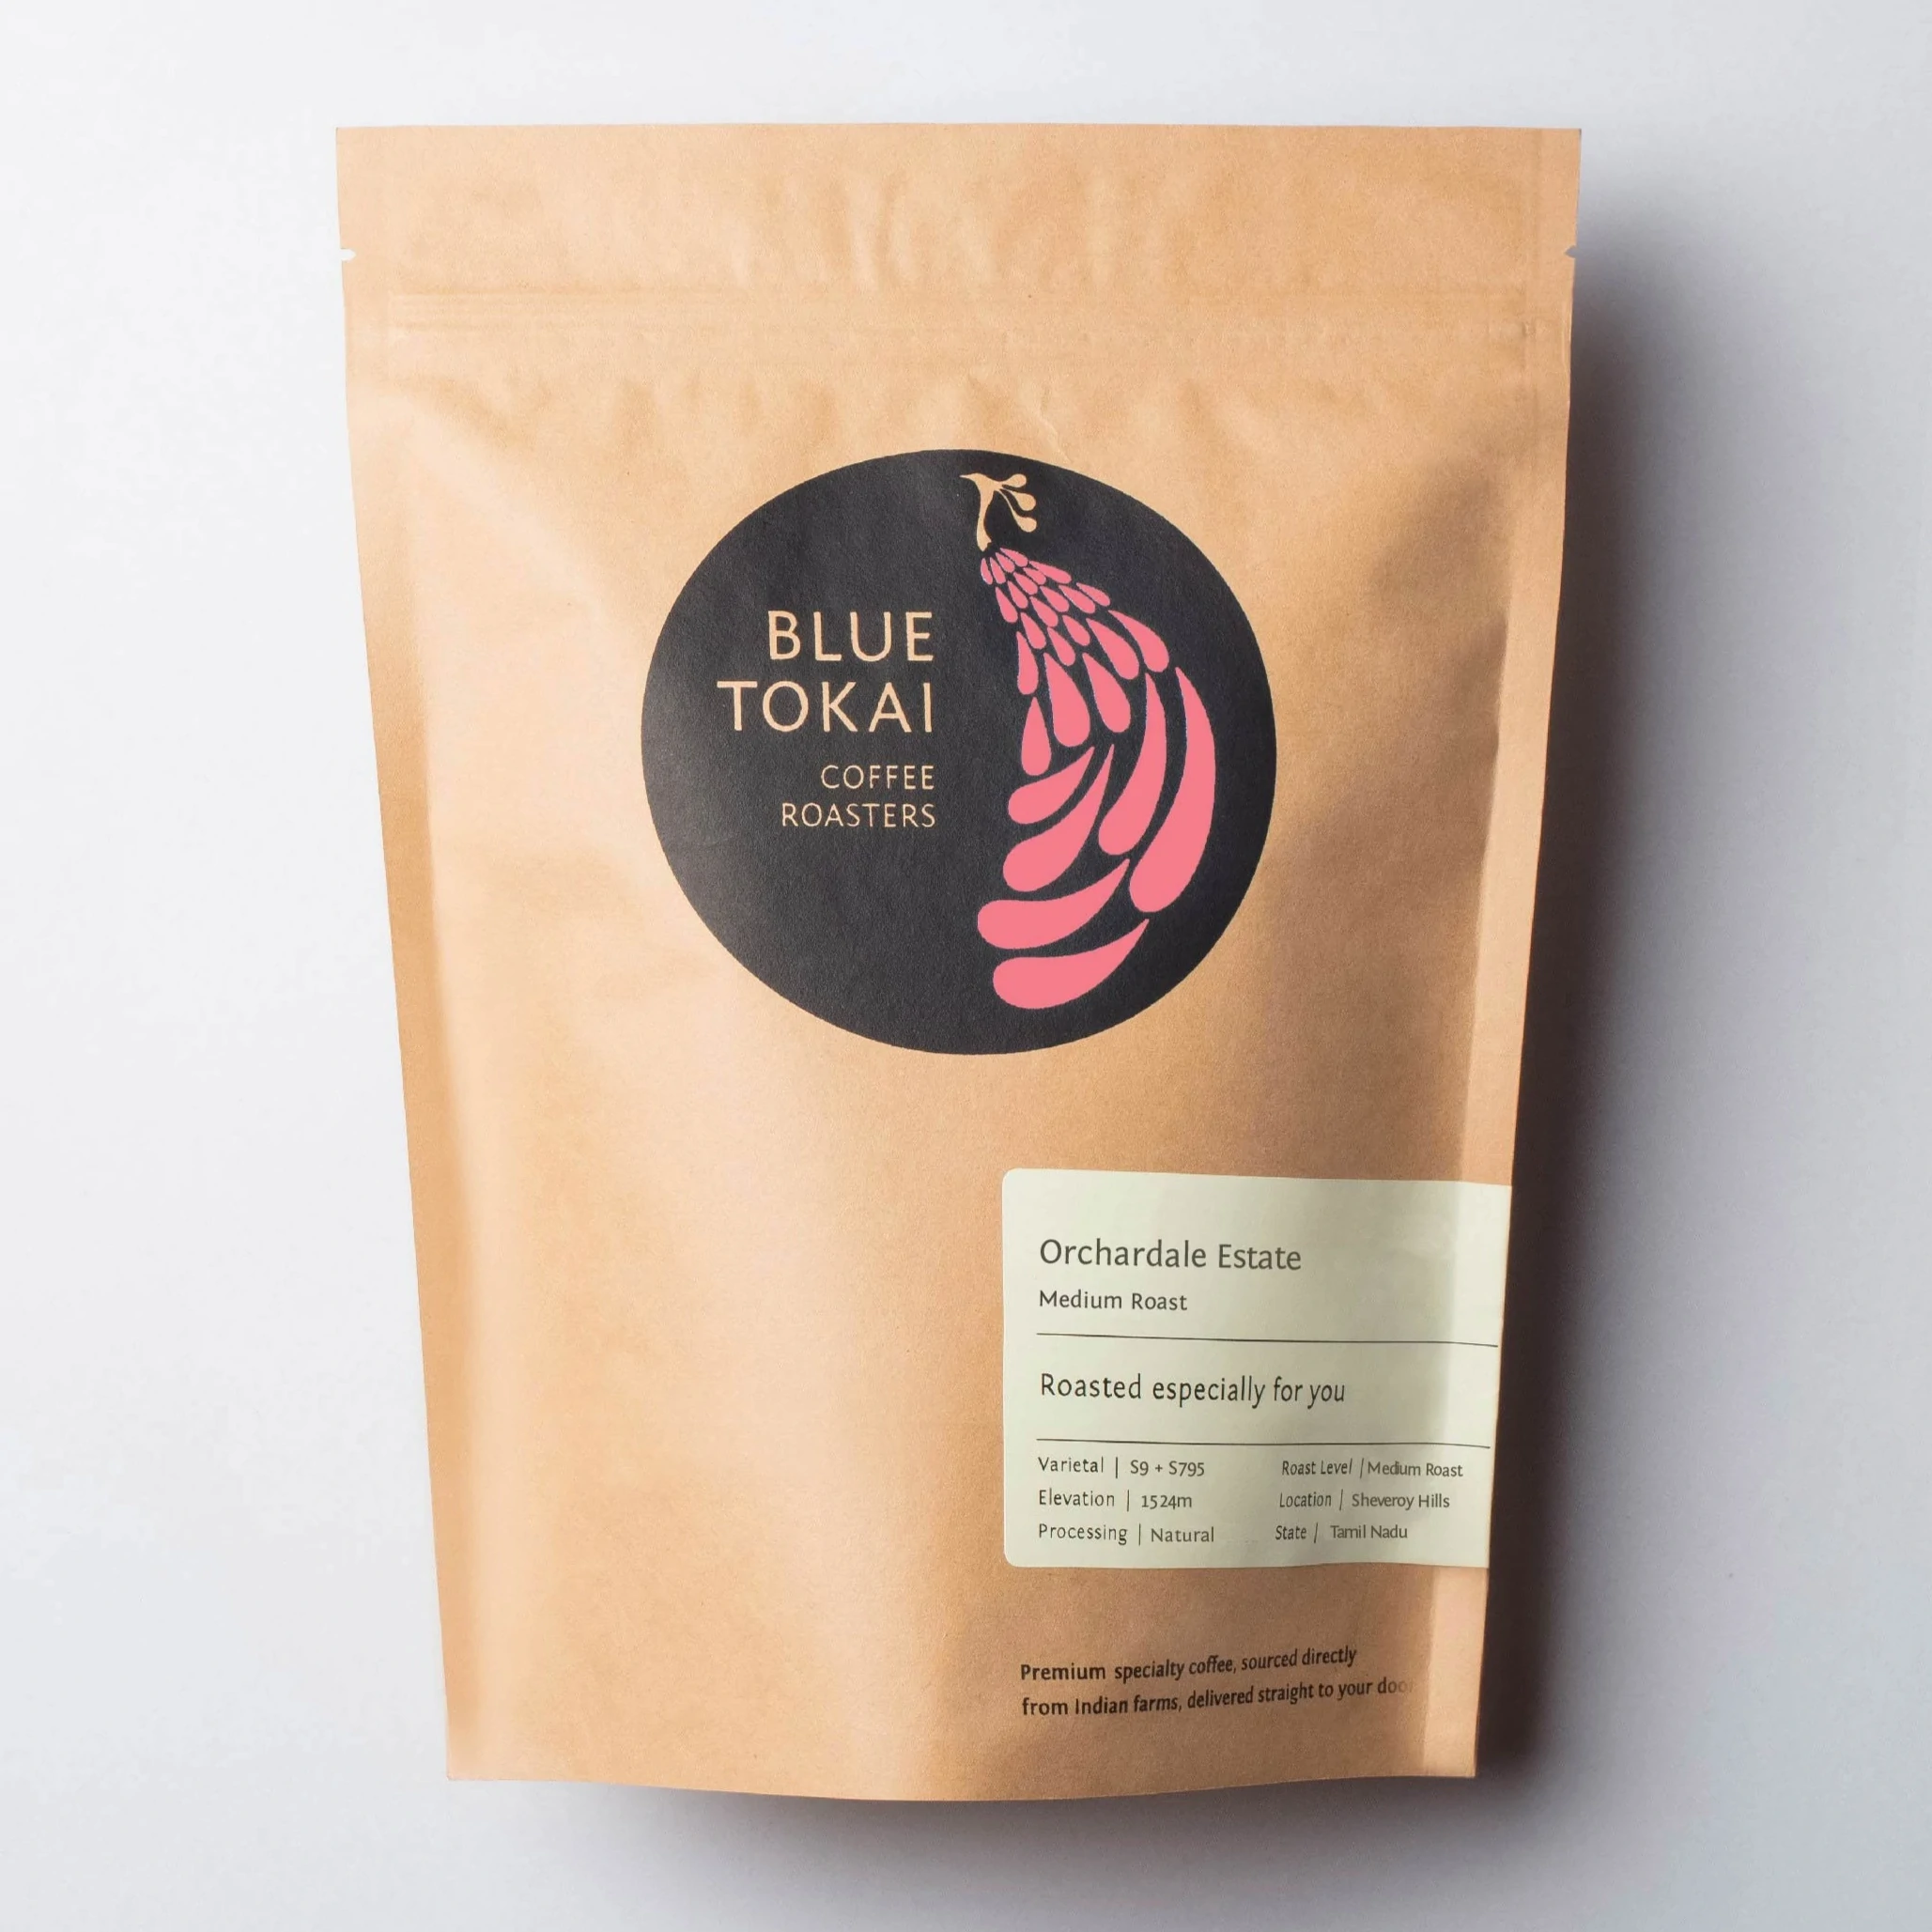 BLUE
TOKAI
COFFEE
ROASTERS
Orchardale Estate
Medium Roast
Roasted especially for you
Varietal | S9 + S795
Roast Level | Medium Roast
Elevation | 1524m
Location | Sheveroy Hills
Processing | Natural
State | Tamil Nadu
Premium specialty coffee, sourced directly
from Indian farms, delivered straight to your door